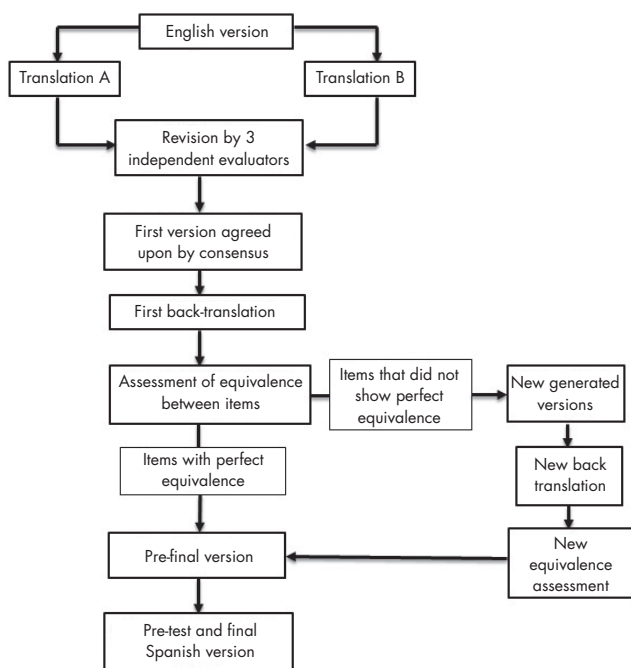 English version
Translation A
Translation B
Revision by 3
independent evaluators
First version agreed
upon by consensus
First back-translation
Assessment of equivalence
between items
Items that did not
show perfect
equivalence
New generated
versions
Items with perfect
equivalence
New back
translation
Pre-final version
New
equivalence
assessment
Pre-test and final
Spanish version